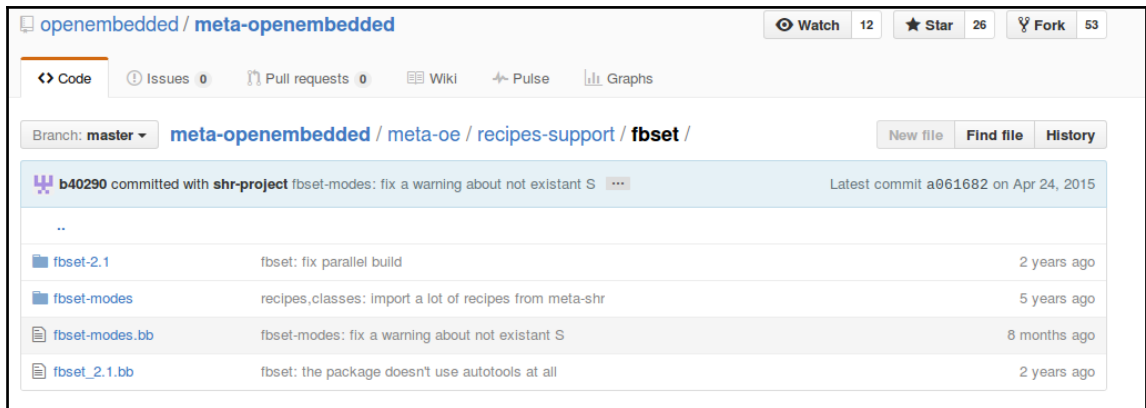 openembedded / meta-openembedded
Watch 12 Star 26 Fork 53
Code Issues 0 Pull requests 0 Wiki Pulse Graphs
Branch: master meta-openembedded / meta-oe / recipes-support / fbset / New file Find file History
b40290 committed with shr-project fbset-modes: fix a warning about not existant S ... Latest commit a061682 on Apr 24, 2015
..
fbset-2.1 fbset: fix parallel build 2 years ago
fbset-modes recipes,classes: import a lot of recipes from meta-shr 5 years ago
fbset-modes.bb fbset-modes: fix a warning about not existant S 8 months ago
fbset_2.1.bb fbset: the package doesn't use autotools at all 2 years ago